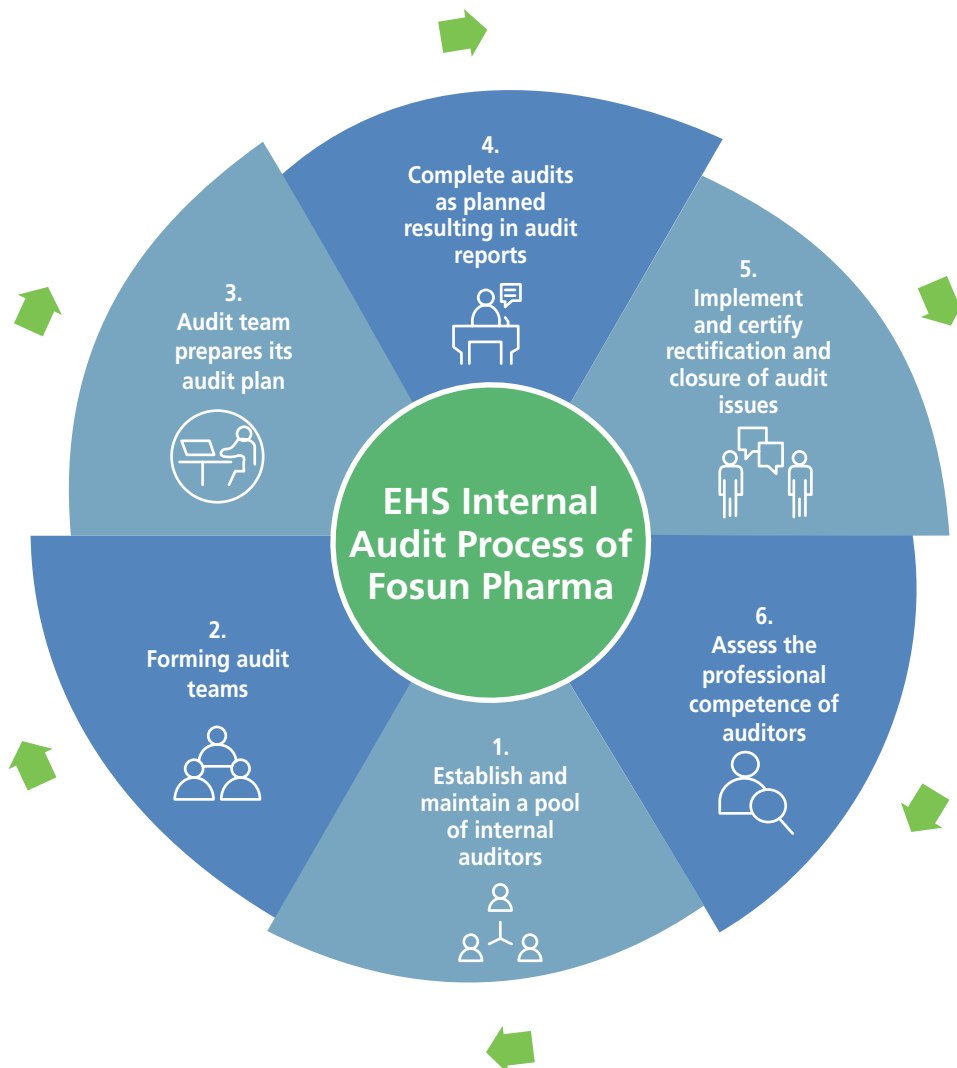 EHS Internal
Audit Process of
Fosun Pharma
1.
Establish and
maintain a pool
of internal
auditors
2.
Forming audit
teams
3.
Audit team
prepares its
audit plan
4.
Complete audits
as planned
resulting in audit
reports
5.
Implement
and certify
rectification and
closure of audit
issues
6.
Assess the
professional
competence of
auditors